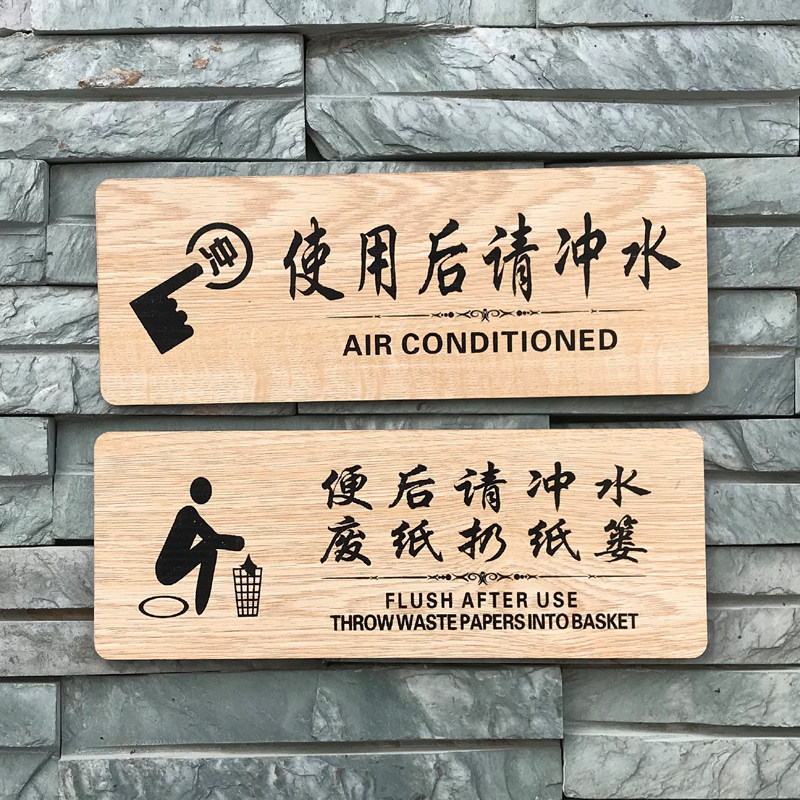 使用后请冲水
AIR CONDITIONED
便后请冲水
废纸扔纸篓
FLUSH AFTER USE
THROW WASTE PAPERS INTO BASKET